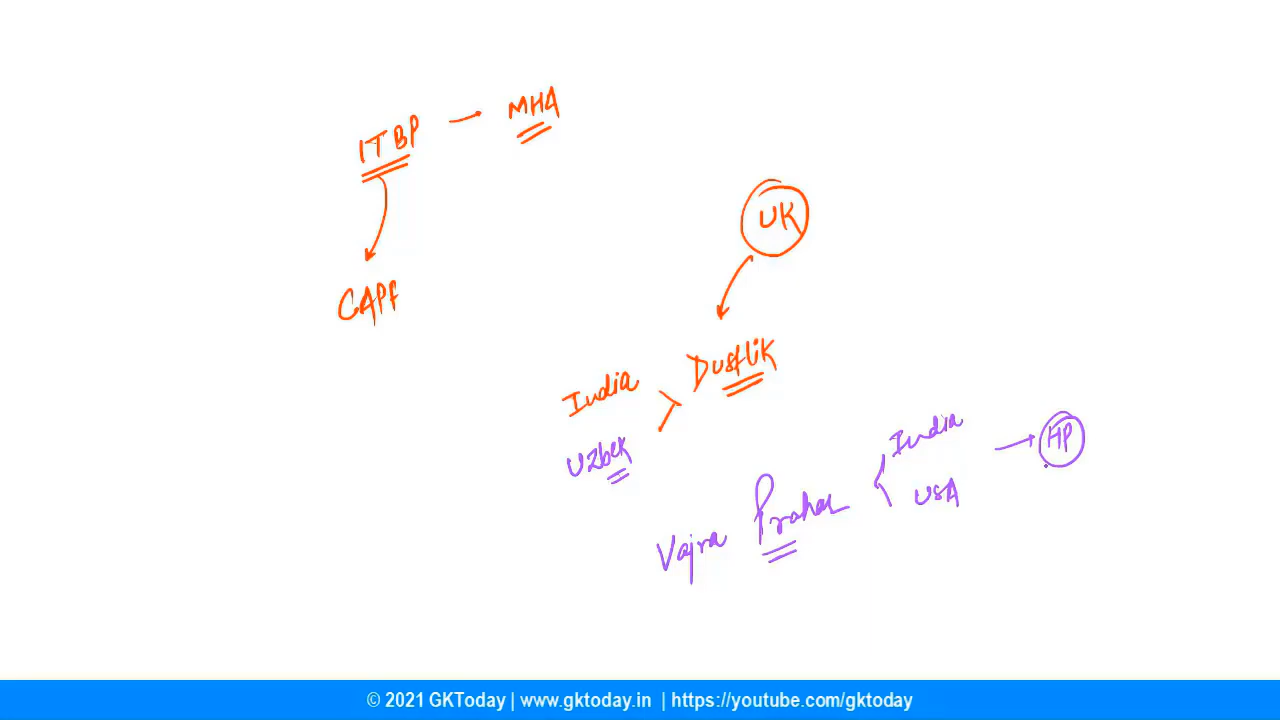 ITBP → MHA
CAPF
UK
Dustlik
India
Uzbek
Vajra Prahar
India
USA
→ HP
© 2021 GKToday | www.gktoday.in | https://youtube.com/gktoday